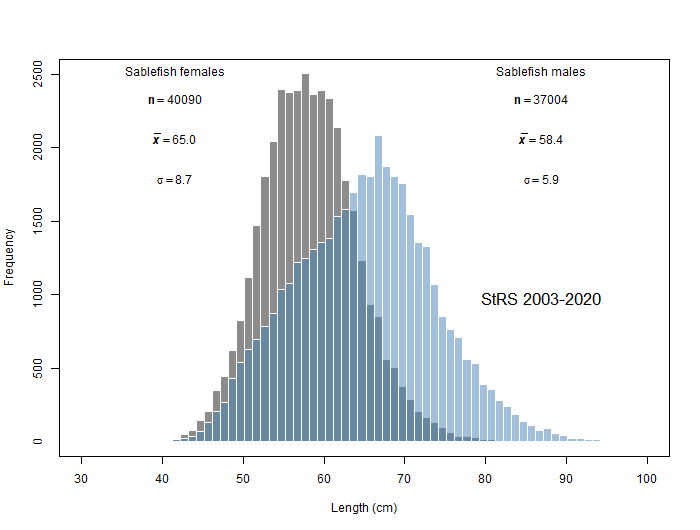 Sablefish females
n = 40090
x̄ = 65.0
σ = 8.7
Sablefish males
n = 37004
x̄ = 58.4
σ = 5.9
StRS 2003-2020
Frequency
2500
2000
1500
1000
500
0
30 40 50 60 70 80 90 100
Length (cm)